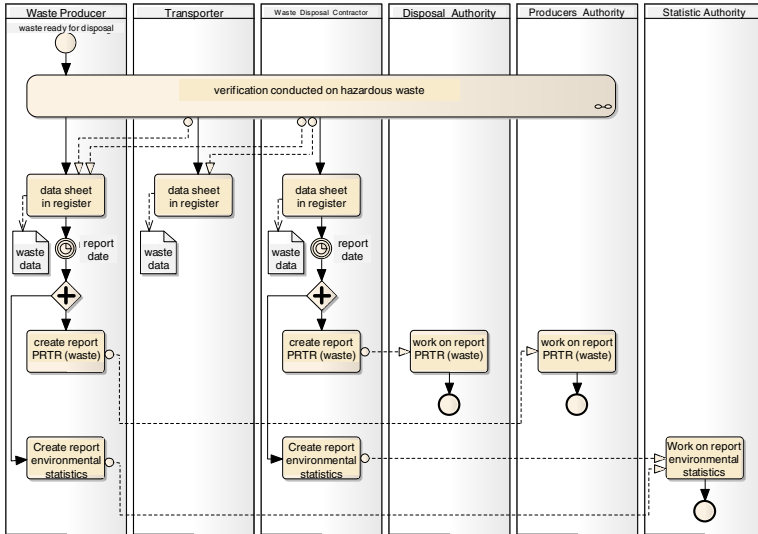 Waste Producer
Transporter
Waste Disposal Contractor
Disposal Authority
Producers Authority
Statistic Authority
waste ready for disposal
verification conducted on hazardous waste
data sheet
in register
data sheet
in register
data sheet
in register
waste
data
report
date
waste
data
waste
data
report
date
create report
PRTR (waste)
create report
PRTR (waste)
work on report
PRTR (waste)
work on report
PRTR (waste)
Create report
environmental
statistics
Create report
environmental
statistics
Work on report
environmental
statistics